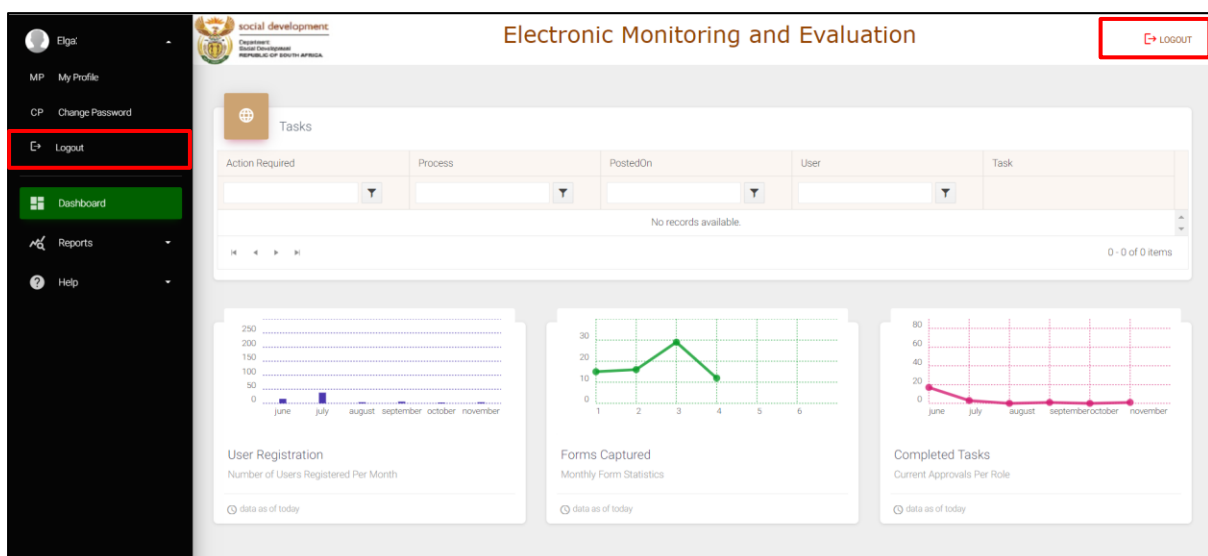 Elga'
MP My Profile
CP Change Password
Logout
Dashboard
Reports
Help
social development
Department:
Social Development
REPUBLIC OF SOUTH AFRICA
Electronic Monitoring and Evaluation
LOGOUT
Tasks
Action Required Process PostedOn User Task
No records available.
0 - 0 of 0 items
250
200
150
100
50
0
june july august september october november
User Registration
Number of Users Registered Per Month
data as of today
30
20
10
0
1 2 3 4 5 6
Forms Captured
Monthly Form Statistics
data as of today
80
60
40
20
0
june july august september october november
Completed Tasks
Current Approvals Per Role
data as of today